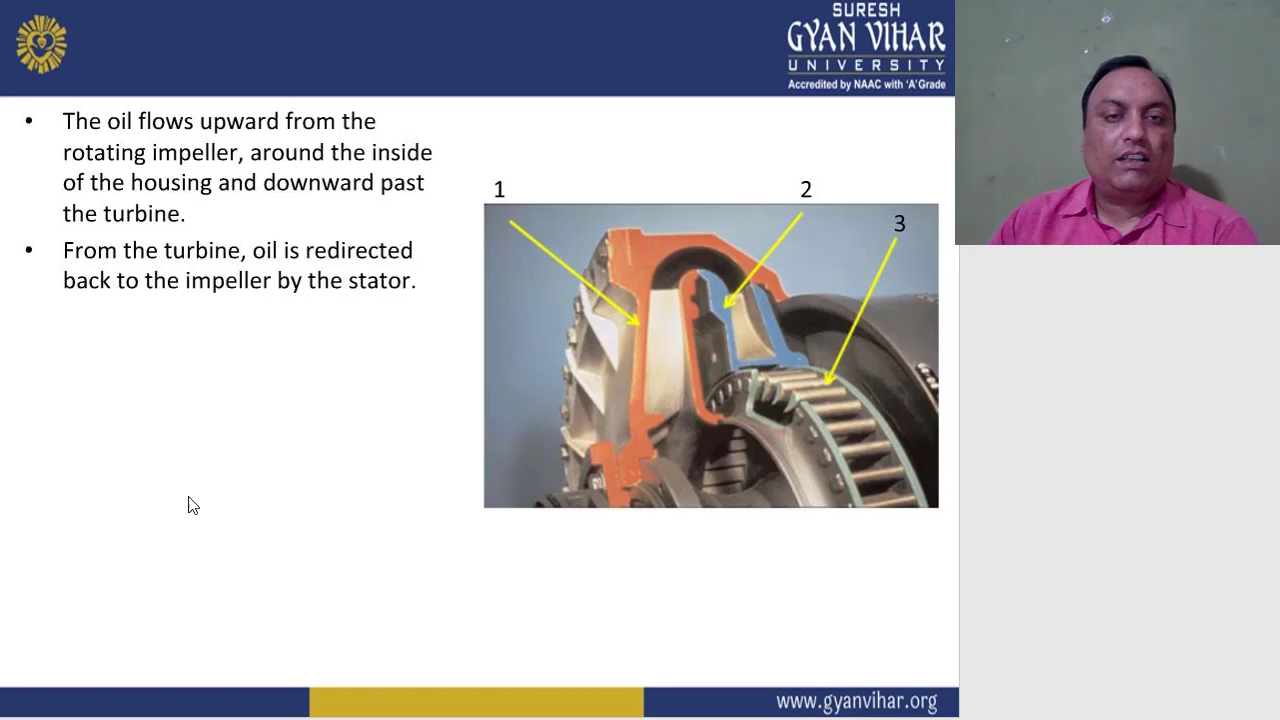 SURESH
GYAN VIHAR
UNIVERSITY
Accredited by NAAC with 'A' Grade
• The oil flows upward from the
rotating impeller, around the inside
of the housing and downward past
the turbine.
• From the turbine, oil is redirected
back to the impeller by the stator.
1
2
3
www.gyanvihar.org